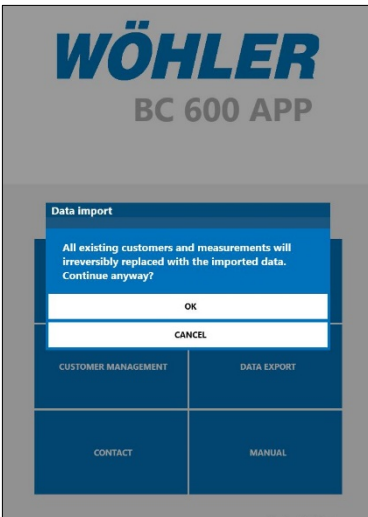 WÖHLER
BC 600 APP
Data import
All existing customers and measurements will
irreversibly replaced with the imported data.
Continue anyway?
OK
CANCEL
CUSTOMER MANAGEMENT
DATA EXPORT
CONTACT
MANUAL